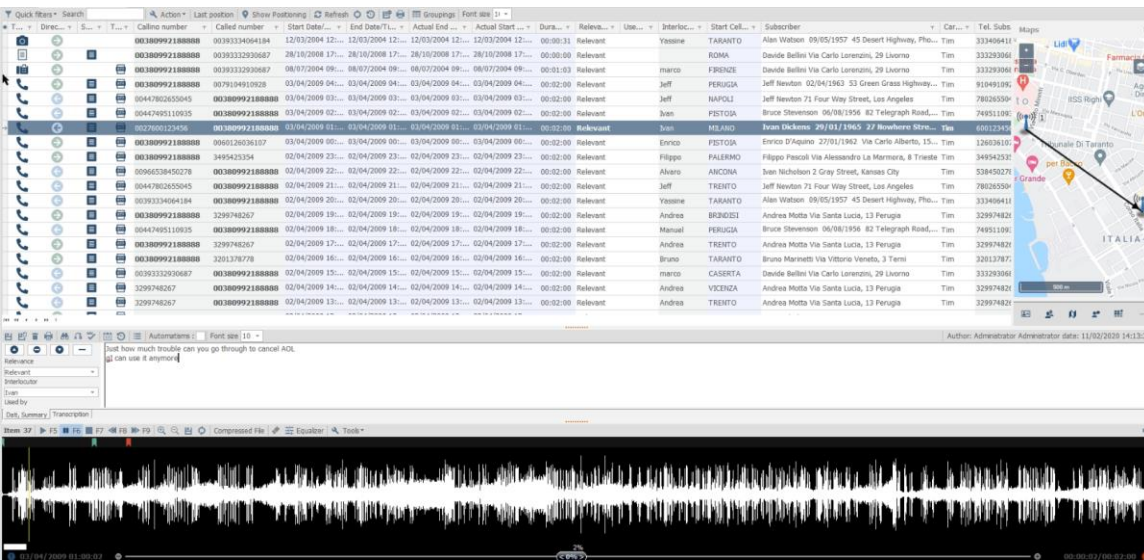 Quick filters Search Action Last position Show Positioning Refresh Groupings Font size
T... Direc... S... T... Calling number Called number Start Date/... End Date/Ti... Actual End ... Actual Start ... Dura... Releva... Use... Interloc... Start Cell... Subscriber Car... Tel. Subs
00380992188888 00393334064184 12/03/2004 12:... 12/03/2004 12:... 12/03/2004 12:... 12/03/2004 12:... 00:00:31 Relevant Yassine TARANTO Alan Watson 09/05/1957 45 Desert Highway, Pho... Tim 333406418
00380992188888 00393332930687 28/10/2008 17:... 28/10/2008 17:... 28/10/2008 17:... 28/10/2008 17:... 00:00:00 Relevant ROMA Davide Bellini Via Carlo Lorenzini, 29 Livorno Tim 333293068
00380992188888 00393332930687 08/07/2004 09:... 08/07/2004 09:... 08/07/2004 09:... 08/07/2004 09:... 00:01:03 Relevant marco FIRENZE Davide Bellini Via Carlo Lorenzini, 29 Livorno Tim 333293068
00380992188888 0079104910928 03/04/2009 04:... 03/04/2009 04:... 03/04/2009 04:... 03/04/2009 04:... 00:02:00 Relevant Jeff PERUGIA Jeff Newton 02/04/1963 53 Green Grass Highway... Tim 910491092
00447802655045 00380992188888 03/04/2009 03:... 03/04/2009 03:... 03/04/2009 03:... 03/04/2009 03:... 00:02:00 Relevant Jeff NAPOLI Jeff Newton 71 Four Way Street, Los Angeles Tim 780265504
00447495110935 00380992188888 03/04/2009 02:... 03/04/2009 02:... 03/04/2009 02:... 03/04/2009 02:... 00:02:00 Relevant Ivan PISTOIA Bruce Stevenson 06/08/1956 82 Telegraph Road,... Tim 749511093
0027600123456 00380992188888 03/04/2009 01:... 03/04/2009 01:... 03/04/2009 01:... 03/04/2009 01:... 00:02:00 Relevant Ivan MILANO Ivan Dickens 29/01/1965 27 Nowhere Stre... Tim 600123456
00380992188888 0060126036107 03/04/2009 00:... 03/04/2009 00:... 03/04/2009 00:... 03/04/2009 00:... 00:02:00 Relevant Enrico PISTOIA Enrico D'Aquino 27/01/1962 Via Carlo Alberto, 15... Tim 126036107
00380992188888 3495425354 02/04/2009 23:... 02/04/2009 23:... 02/04/2009 23:... 02/04/2009 23:... 00:02:00 Relevant Filippo PALERMO Filippo Pascoli Via Alessandro La Marmora, 8 Trieste Tim 349542535
00966538450278 00380992188888 02/04/2009 22:... 02/04/2009 22:... 02/04/2009 22:... 02/04/2009 22:... 00:02:00 Relevant Alvaro ANCONA Ivan Nicholson 2 Gray Street, Kansas City Tim 538450278
00447802655045 00380992188888 02/04/2009 21:... 02/04/2009 21:... 02/04/2009 21:... 02/04/2009 21:... 00:02:00 Relevant Jeff TRENTO Jeff Newton 71 Four Way Street, Los Angeles Tim 780265504
00393334064184 00380992188888 02/04/2009 20:... 02/04/2009 20:... 02/04/2009 20:... 02/04/2009 20:... 00:02:00 Relevant Yassine TARANTO Alan Watson 09/05/1957 45 Desert Highway, Pho... Tim 333406418
00380992188888 3299748267 02/04/2009 19:... 02/04/2009 19:... 02/04/2009 19:... 02/04/2009 19:... 00:02:00 Relevant Andrea BRINDISI Andrea Motta Via Santa Lucia, 13 Perugia Tim 329974826
00447495110935 00380992188888 02/04/2009 18:... 02/04/2009 18:... 02/04/2009 18:... 02/04/2009 18:... 00:02:00 Relevant Manuel PERUGIA Bruce Stevenson 06/08/1956 82 Telegraph Road,... Tim 749511093
00380992188888 3299748267 02/04/2009 17:... 02/04/2009 17:... 02/04/2009 17:... 02/04/2009 17:... 00:02:00 Relevant Andrea TRENTO Andrea Motta Via Santa Lucia, 13 Perugia Tim 329974826
00380992188888 3201378778 02/04/2009 16:... 02/04/2009 16:... 02/04/2009 16:... 02/04/2009 16:... 00:02:00 Relevant Bruno TARANTO Bruno Marinetti Via Vittorio Veneto, 3 Terni Tim 320137877
00393332930687 00380992188888 02/04/2009 15:... 02/04/2009 15:... 02/04/2009 15:... 02/04/2009 15:... 00:02:00 Relevant marco CASERTA Davide Bellini Via Carlo Lorenzini, 29 Livorno Tim 333293068
3299748267 00380992188888 02/04/2009 14:... 02/04/2009 14:... 02/04/2009 14:... 02/04/2009 14:... 00:02:00 Relevant Andrea VICENZA Andrea Motta Via Santa Lucia, 13 Perugia Tim 329974826
3299748267 00380992188888 02/04/2009 13:... 02/04/2009 13:... 02/04/2009 13:... 02/04/2009 13:... 00:02:00 Relevant Andrea TRENTO Andrea Motta Via Santa Lucia, 13 Perugia Tim 329974826
Maps
Lidl
Farmacia
IISS Righi
Tribunale Di Taranto
per Bacco
Grande
ITALIA-
500 m
Automatisms : Font size 10
Author: Administrator Administrator date: 11/02/2020 14:13:
Just how much trouble can you go through to cancel AOL
gI can use it anymore
Relevance
Relevant
Interlocutor
Ivan
Used by
Dati, Summary Transcription
Item 37 F5 F6 F7 F8 F9 Compressed File Equalizer Tools
03/04/2009 01:00:02
2%
< 0% >
00:00:02/00:02:00